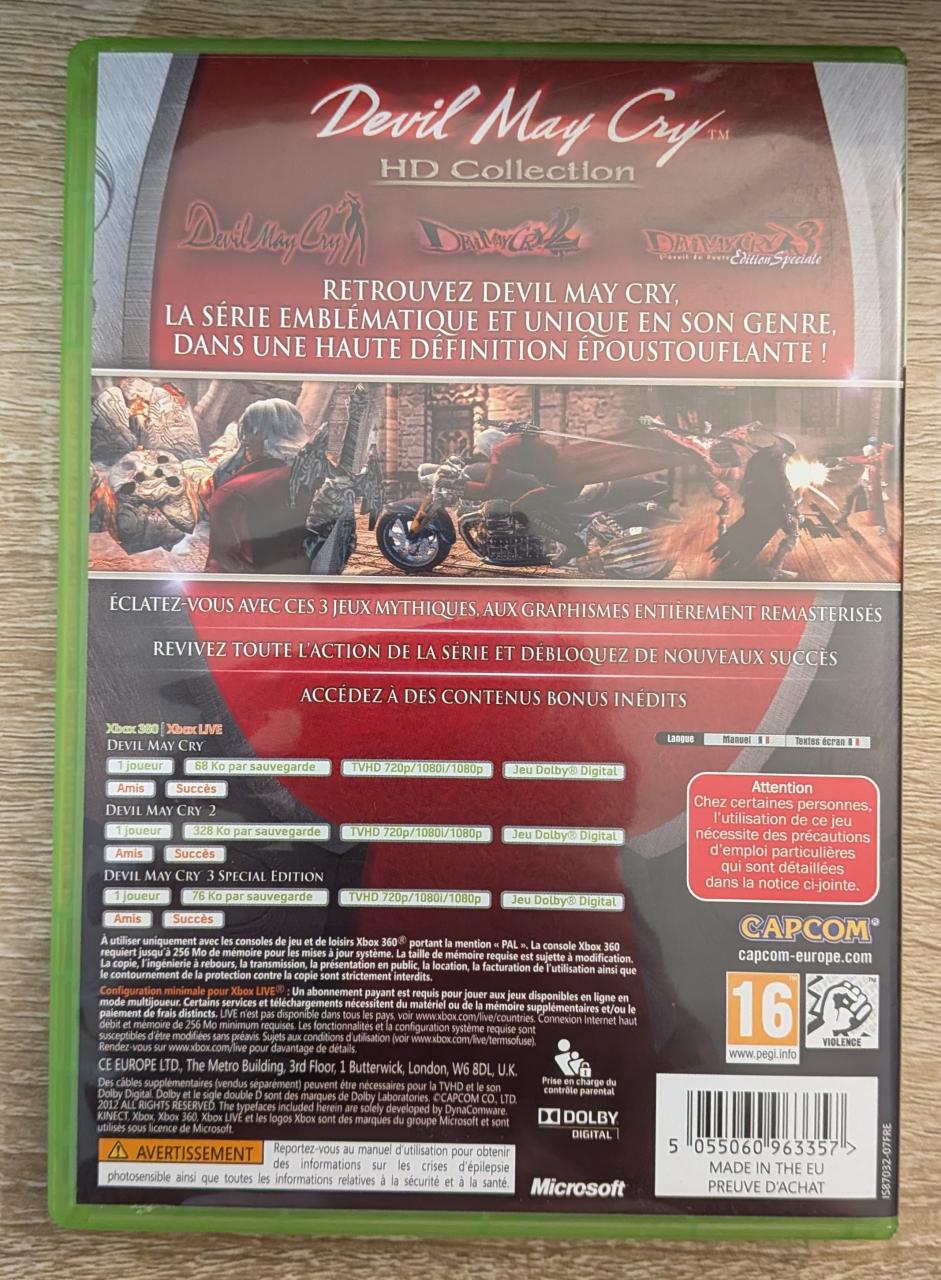 Devil May Cry™
HD Collection
Devil May Cry
Devil May Cry 2
Devil May Cry 3
Édition Spéciale
RETROUVEZ DEVIL MAY CRY,
LA SÉRIE EMBLÉMATIQUE ET UNIQUE EN SON GENRE,
DANS UNE HAUTE DÉFINITION ÉPOUSTOUFLANTE !
ÉCLATEZ-VOUS AVEC CES 3 JEUX MYTHIQUES, AUX GRAPHISMES ENTIÈREMENT REMASTERISÉS
REVIVEZ TOUTE L'ACTION DE LA SÉRIE ET DÉBLOQUEZ DE NOUVEAUX SUCCÈS
ACCÉDEZ À DES CONTENUS BONUS INÉDITS
Xbox 360 | Xbox LIVE
DEVIL MAY CRY
1 joueur 68 Ko par sauvegarde TVHD 720p/1080i/1080p Jeu Dolby® Digital
Amis Succès
DEVIL MAY CRY 2
1 joueur 328 Ko par sauvegarde TVHD 720p/1080i/1080p Jeu Dolby® Digital
Amis Succès
DEVIL MAY CRY 3 SPECIAL EDITION
1 joueur 76 Ko par sauvegarde TVHD 720p/1080i/1080p Jeu Dolby® Digital
Amis Succès
Langue Manuel Textes écran
Attention
Chez certaines personnes,
l'utilisation de ce jeu
nécessite des précautions
d'emploi particulières
qui sont détaillées
dans la notice ci-jointe.
À utiliser uniquement avec les consoles de jeu et de loisirs Xbox 360® portant la mention « PAL ». La console Xbox 360
requiert jusqu'à 256 Mo de mémoire pour les mises à jour système. La taille de mémoire requise est sujette à modification.
La copie, l'ingénierie à rebours, la transmission, la présentation en public, la location, la facturation de l'utilisation ainsi que
le contournement de la protection contre la copie sont strictement interdits.
Configuration minimale pour Xbox LIVE® : Un abonnement payant est requis pour jouer aux jeux disponibles en ligne en
mode multijoueur. Certains services et téléchargements nécessitent du matériel ou de la mémoire supplémentaires et/ou le
paiement de frais distincts. LIVE n'est pas disponible dans tous les pays, voir www.xbox.com/live/countries. Connexion Internet haut
débit et mémoire de 256 Mo minimum requises. Les fonctionnalités et la configuration système requise sont
susceptibles d'être modifiées sans préavis. Sujets aux conditions d'utilisation (voir www.xbox.com/live/termsofuse).
Rendez-vous sur www.xbox.com/live pour davantage de détails.
CE EUROPE LTD., The Metro Building, 3rd Floor, 1 Butterwick, London, W6 8DL, U.K.
Des câbles supplémentaires (vendus séparément) peuvent être nécessaires pour la TVHD et le son
Dolby Digital. Dolby et le sigle double D sont des marques de Dolby Laboratories. ©CAPCOM CO., LTD.
2012 ALL RIGHTS RESERVED. The typefaces included herein are solely developed by DynaComware.
KINECT, Xbox, Xbox 360, Xbox LIVE et les logos Xbox sont des marques du groupe Microsoft et sont
utilisés sous licence de Microsoft.
AVERTISSEMENT Reportez-vous au manuel d'utilisation pour obtenir
des informations sur les crises d'épilepsie
photosensible ainsi que toutes les informations relatives à la sécurité et à la santé.
Prise en charge du
contrôle parental
DOLBY
DIGITAL
Microsoft
CAPCOM®
capcom-europe.com
16
www.pegi.info
VIOLENCE
5 055060 963357 >
MADE IN THE EU
PREUVE D'ACHAT
IS87032-07FRE